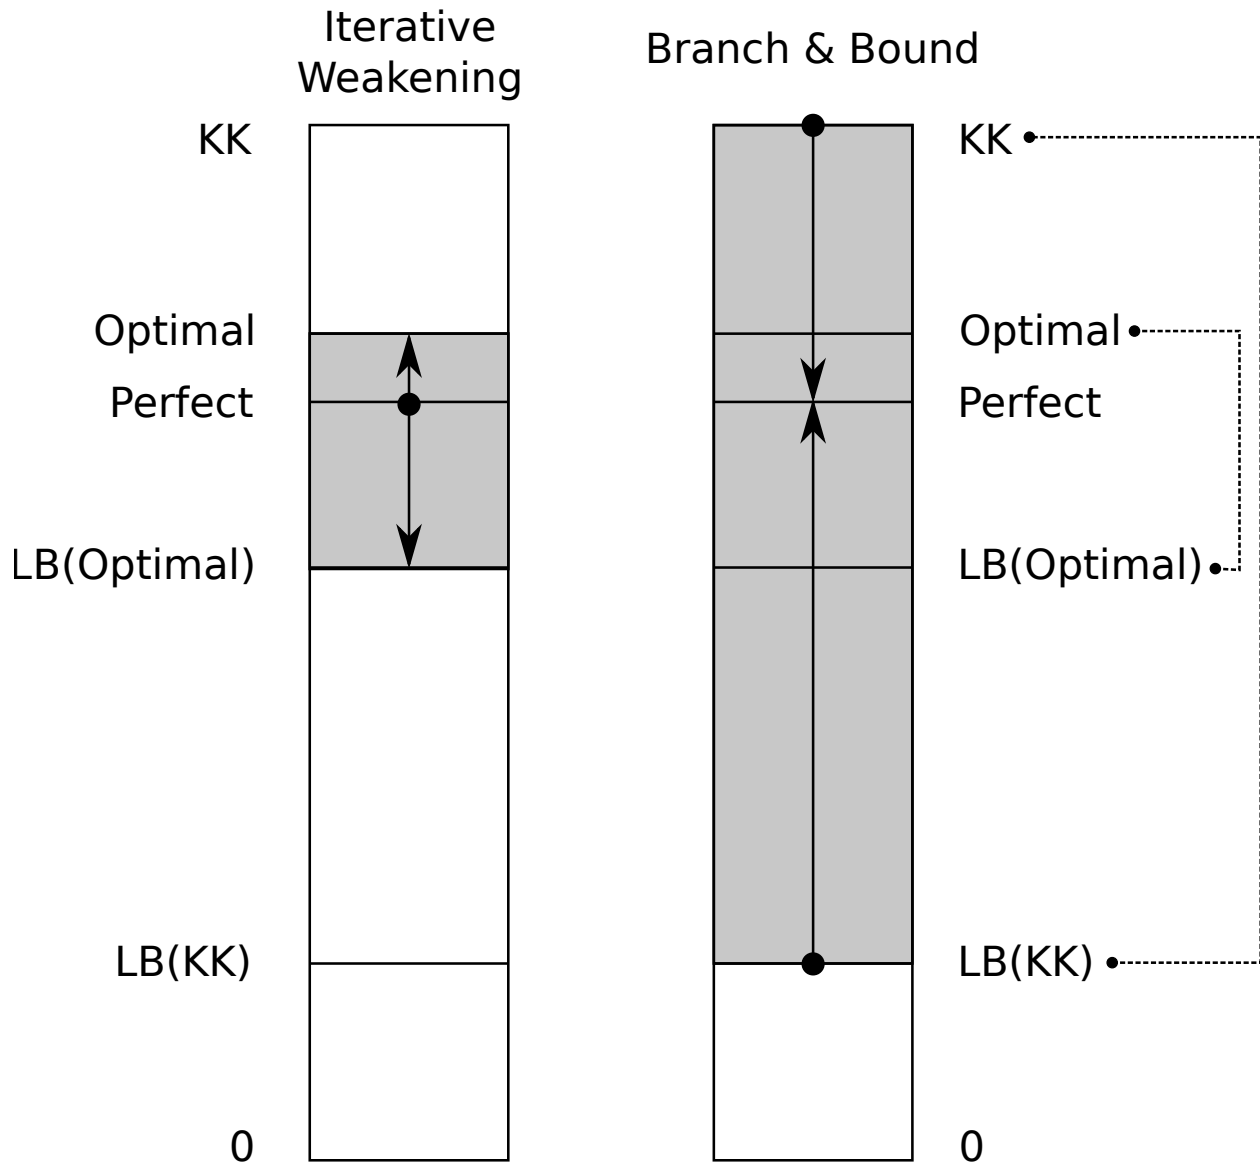 Iterative
Weakening
Branch & Bound
KK
KK
Optimal
Optimal
Perfect
Perfect
LB(Optimal)
LB(Optimal)
LB(KK)
LB(KK)
0
0